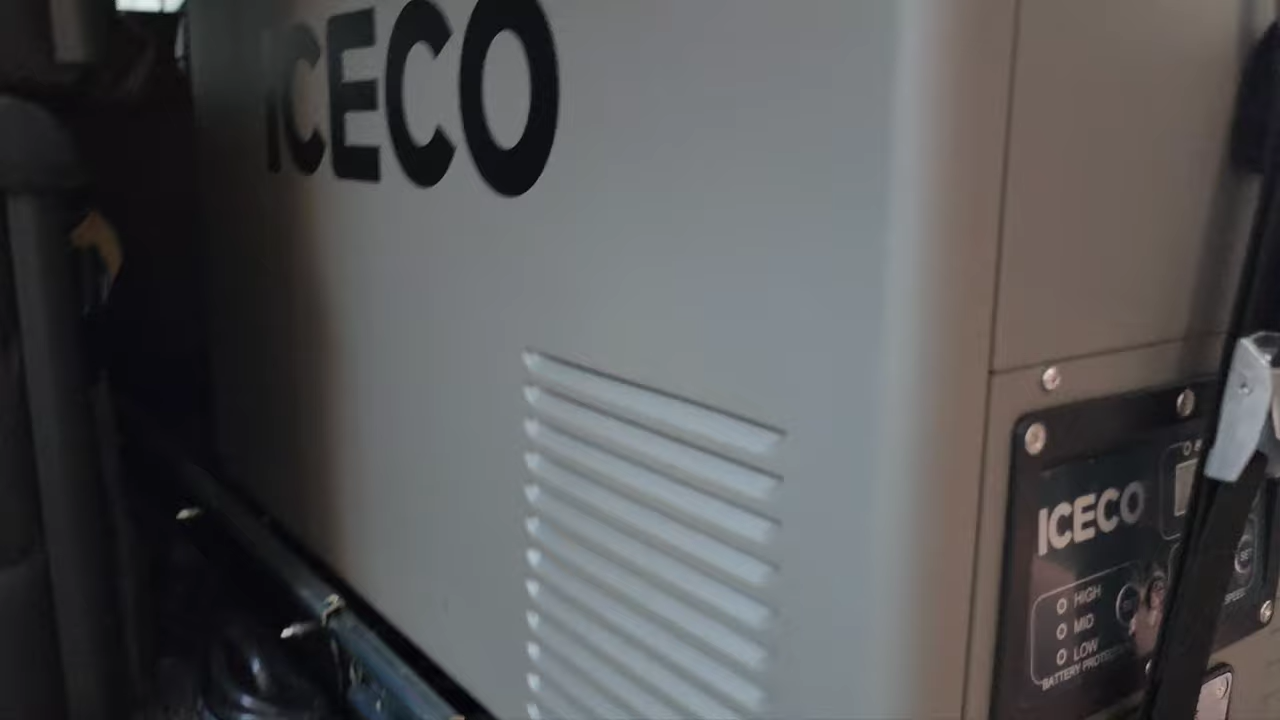 ICECO
ICECO
HIGH
MID
LOW
BATTERY PROTECTION
SET